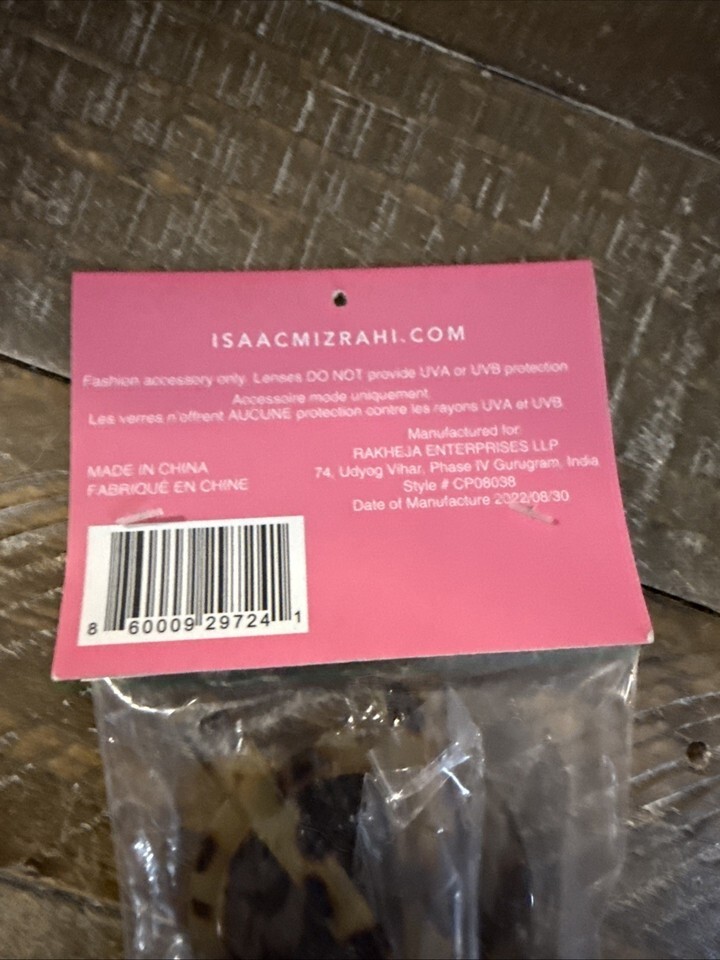 ISAACMIZRAHI.COM
Fashion accessory only. Lenses DO NOT provide UVA or UVB protection
Accessoire mode uniquement
Les verres n'offrent AUCUNE protection contre les rayons UVA et UVB.
Manufactured for:
RAKHEJA ENTERPRISES LLP
74, Udyog Vihar, Phase IV Gurugram, India
Style # CP08038
Date of Manufacture 2022/08/30
MADE IN CHINA
FABRIQUÉ EN CHINE
8 60009 29724 1